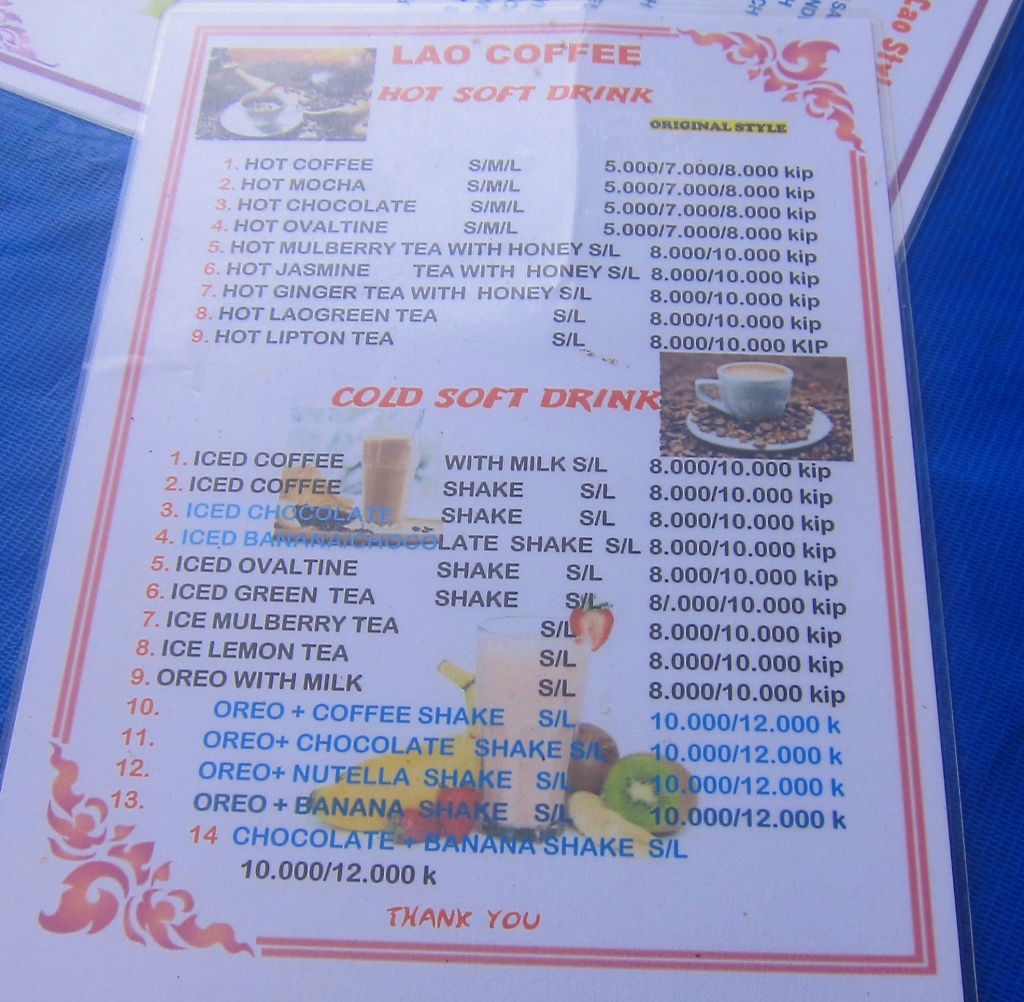 LAO COFFEE
HOT SOFT DRINK
ORIGINAL STYLE
1. HOT COFFEE S/M/L 5.000/7.000/8.000 kip
2. HOT MOCHA S/M/L 5.000/7.000/8.000 kip
3. HOT CHOCOLATE S/M/L 5.000/7.000/8.000 kip
4. HOT OVALTINE S/M/L 5.000/7.000/8.000 kip
5. HOT MULBERRY TEA WITH HONEY S/L 8.000/10.000 kip
6. HOT JASMINE TEA WITH HONEY S/L 8.000/10.000 kip
7. HOT GINGER TEA WITH HONEY S/L 8.000/10.000 kip
8. HOT LAOGREEN TEA S/L 8.000/10.000 kip
9. HOT LIPTON TEA S/L 8.000/10.000 KIP
COLD SOFT DRINK
1. ICED COFFEE WITH MILK S/L 8.000/10.000 kip
2. ICED COFFEE SHAKE S/L 8.000/10.000 kip
3. ICED CHOCOLATE SHAKE S/L 8.000/10.000 kip
4. ICED BANANA/CHOCOLATE SHAKE S/L 8.000/10.000 kip
5. ICED OVALTINE SHAKE S/L 8.000/10.000 kip
6. ICED GREEN TEA SHAKE S/L 8/.000/10.000 kip
7. ICE MULBERRY TEA S/L 8.000/10.000 kip
8. ICE LEMON TEA S/L 8.000/10.000 kip
9. OREO WITH MILK S/L 8.000/10.000 kip
10. OREO + COFFEE SHAKE S/L 10.000/12.000 k
11. OREO+ CHOCOLATE SHAKE S/L 10.000/12.000 k
12. OREO+ NUTELLA SHAKE S/L 10.000/12.000 k
13. OREO + BANANA SHAKE S/L 10.000/12.000 k
14 CHOCOLATE + BANANA SHAKE S/L
10.000/12.000 k
THANK YOU